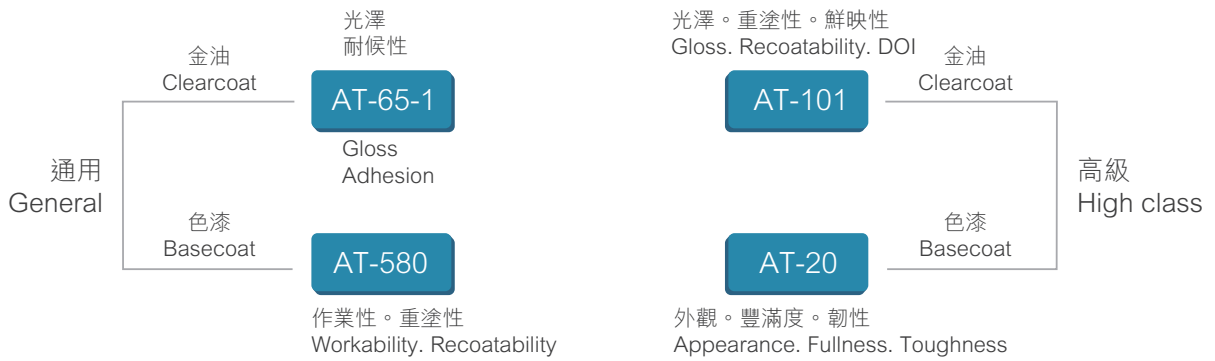 光澤
耐候性
金油
Clearcoat
AT-65-1
Gloss
Adhesion
通用
General
色漆
Basecoat
AT-580
作業性。重塗性
Workability. Recoatability
光澤。重塗性。鮮映性
Gloss. Recoatability. DOI
金油
Clearcoat
AT-101
高級
High class
色漆
Basecoat
AT-20
外觀。豐滿度。韌性
Appearance. Fullness. Toughness